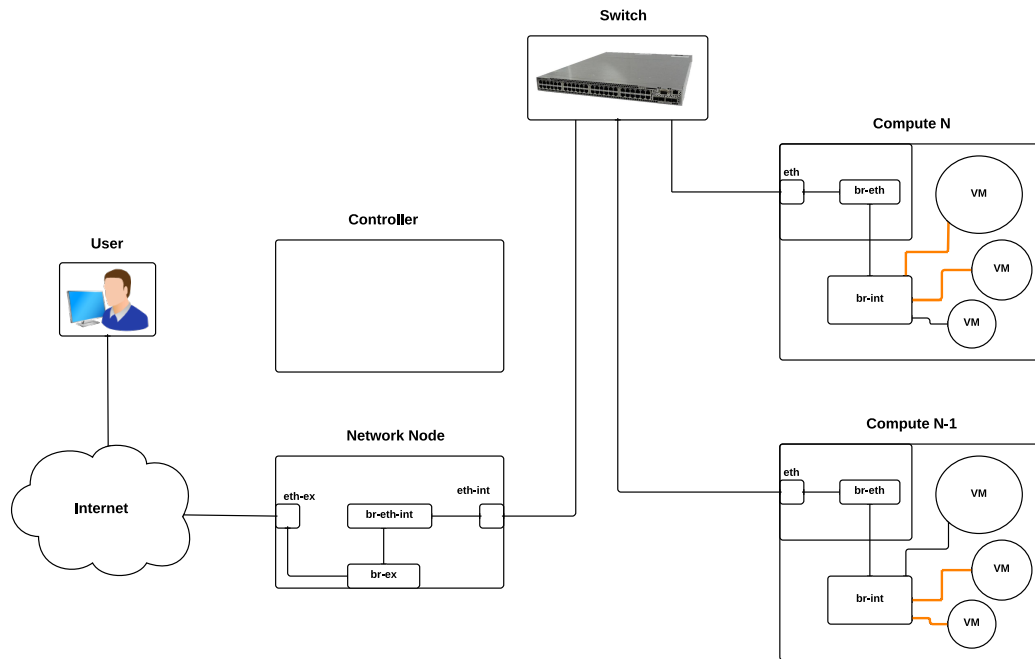 Switch
Compute N
eth
br-eth
VM
VM
br-int
VM
Controller
User
Network Node
Internet
eth-ex
eth-int
br-eth-int
br-ex
Compute N-1
eth
br-eth
VM
VM
br-int
VM